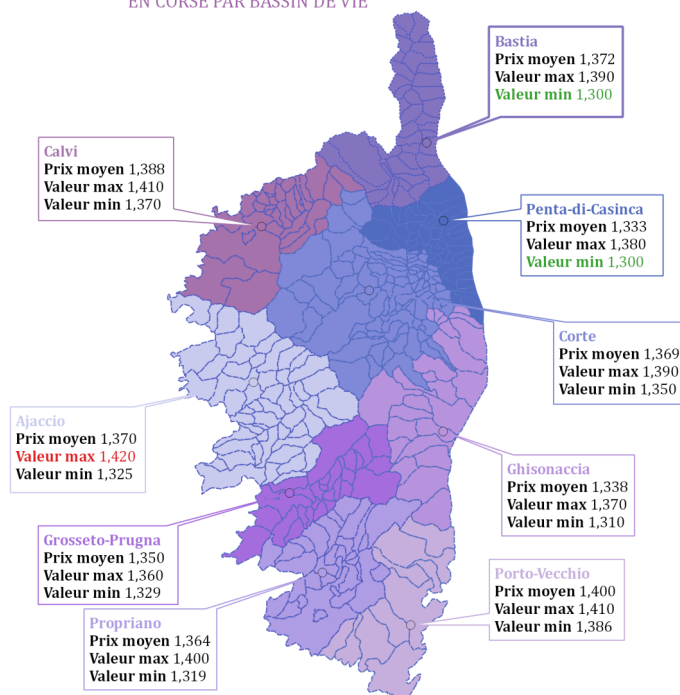 EN CORSE PAR BASSIN DE VIE
Bastia
Prix moyen 1,372
Valeur max 1,390
Valeur min 1,300
Calvi
Prix moyen 1,388
Valeur max 1,410
Valeur min 1,370
Penta-di-Casinca
Prix moyen 1,333
Valeur max 1,380
Valeur min 1,300
Corte
Prix moyen 1,369
Valeur max 1,390
Valeur min 1,350
Ajaccio
Prix moyen 1,370
Valeur max 1,420
Valeur min 1,325
Ghisonaccia
Prix moyen 1,338
Valeur max 1,370
Valeur min 1,310
Grosseto-Prugna
Prix moyen 1,350
Valeur max 1,360
Valeur min 1,329
Porto-Vecchio
Prix moyen 1,400
Valeur max 1,410
Valeur min 1,386
Propriano
Prix moyen 1,364
Valeur max 1,400
Valeur min 1,319